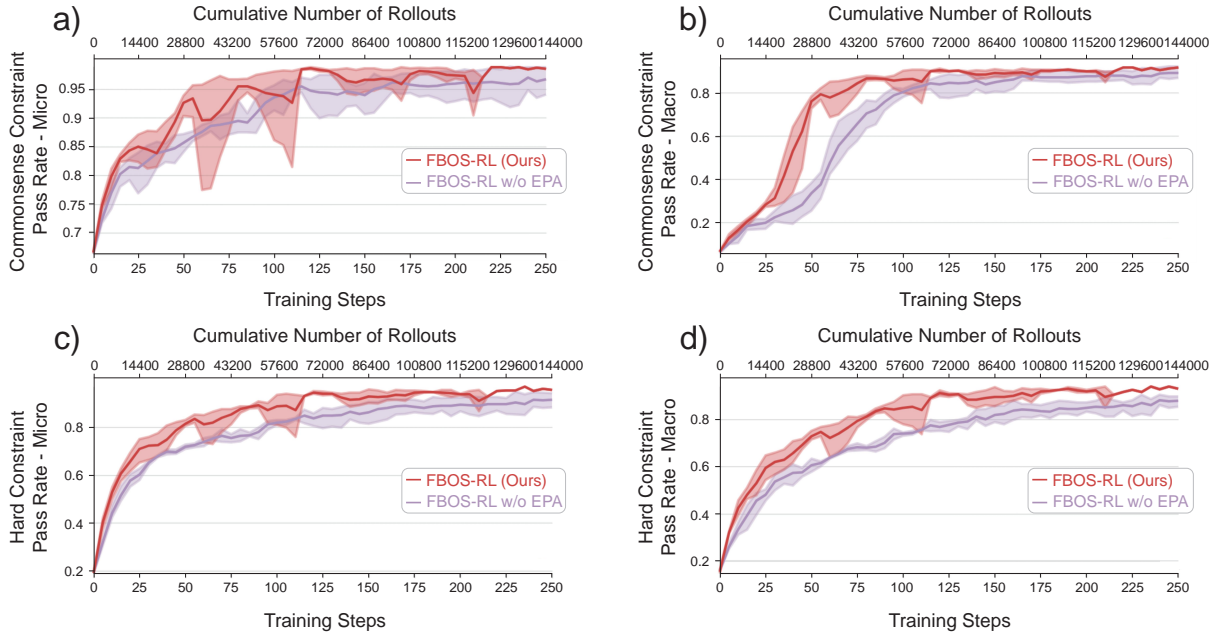 a)
Cumulative Number of Rollouts
0 14400 28800 43200 57600 72000 86400 100800 115200 129600 144000
Commonsense Constraint
Pass Rate - Micro
0.95
0.9
0.85
0.8
0.75
0.7
FBOS-RL (Ours)
FBOS-RL w/o EPA
0 25 50 75 100 125 150 175 200 225 250
Training Steps
b)
Cumulative Number of Rollouts
0 14400 28800 43200 57600 72000 86400 100800 115200 129600 144000
Commonsense Constraint
Pass Rate - Macro
0.8
0.6
0.4
0.2
FBOS-RL (Ours)
FBOS-RL w/o EPA
0 25 50 75 100 125 150 175 200 225 250
Training Steps
c)
Cumulative Number of Rollouts
0 14400 28800 43200 57600 72000 86400 100800 115200 129600 144000
Hard Constraint
Pass Rate - Micro
0.8
0.6
0.4
0.2
FBOS-RL (Ours)
FBOS-RL w/o EPA
0 25 50 75 100 125 150 175 200 225 250
Training Steps
d)
Cumulative Number of Rollouts
0 14400 28800 43200 57600 72000 86400 100800 115200 129600 144000
Hard Constraint
Pass Rate - Macro
0.8
0.6
0.4
0.2
FBOS-RL (Ours)
FBOS-RL w/o EPA
0 25 50 75 100 125 150 175 200 225 250
Training Steps